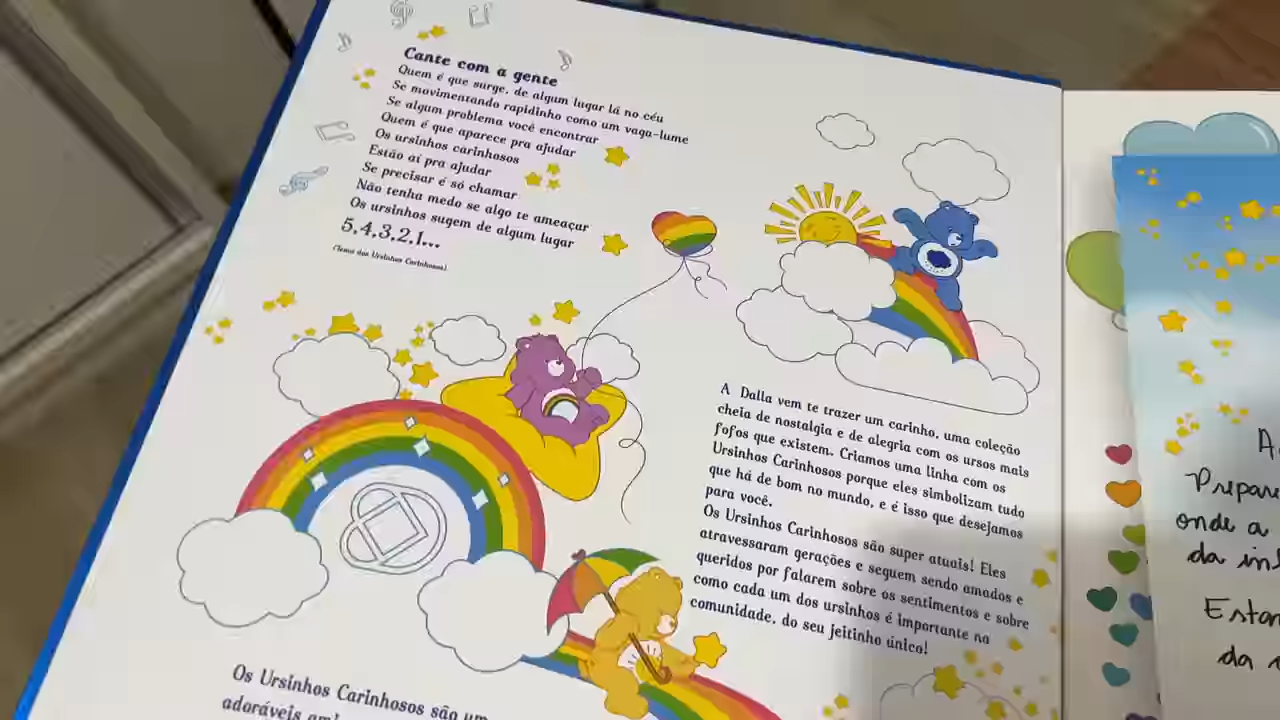 Cante com a gente
Quem é que surge, de algum lugar lá no céu
Se movimentando rapidinho como um vaga-lume
Se algum problema você encontrar
Quem é que aparece pra ajudar
Os ursinhos carinhosos
Estão aí pra ajudar
Se precisar é só chamar
Não tenha medo se algo te ameaçar
Os ursinhos sugem de algum lugar
5,4,3,2,1...
(Tema dos Ursinhos Carinhosos)
A Dalla vem te trazer um carinho, uma coleção
cheia de nostalgia e de alegria com os ursos mais
fofos que existem. Criamos uma linha com os
Ursinhos Carinhosos porque eles simbolizam tudo
que há de bom no mundo, e é isso que desejamos
para você.
Os Ursinhos Carinhosos são super atuais! Eles
atravessaram gerações e seguem sendo amados e
queridos por falarem sobre os sentimentos e sobre
como cada um dos ursinhos é importante na
comunidade, do seu jeitinho único!
Os Ursinhos Carinhosos são um
adoráveis
Prepare
onde a
da
Estar
da